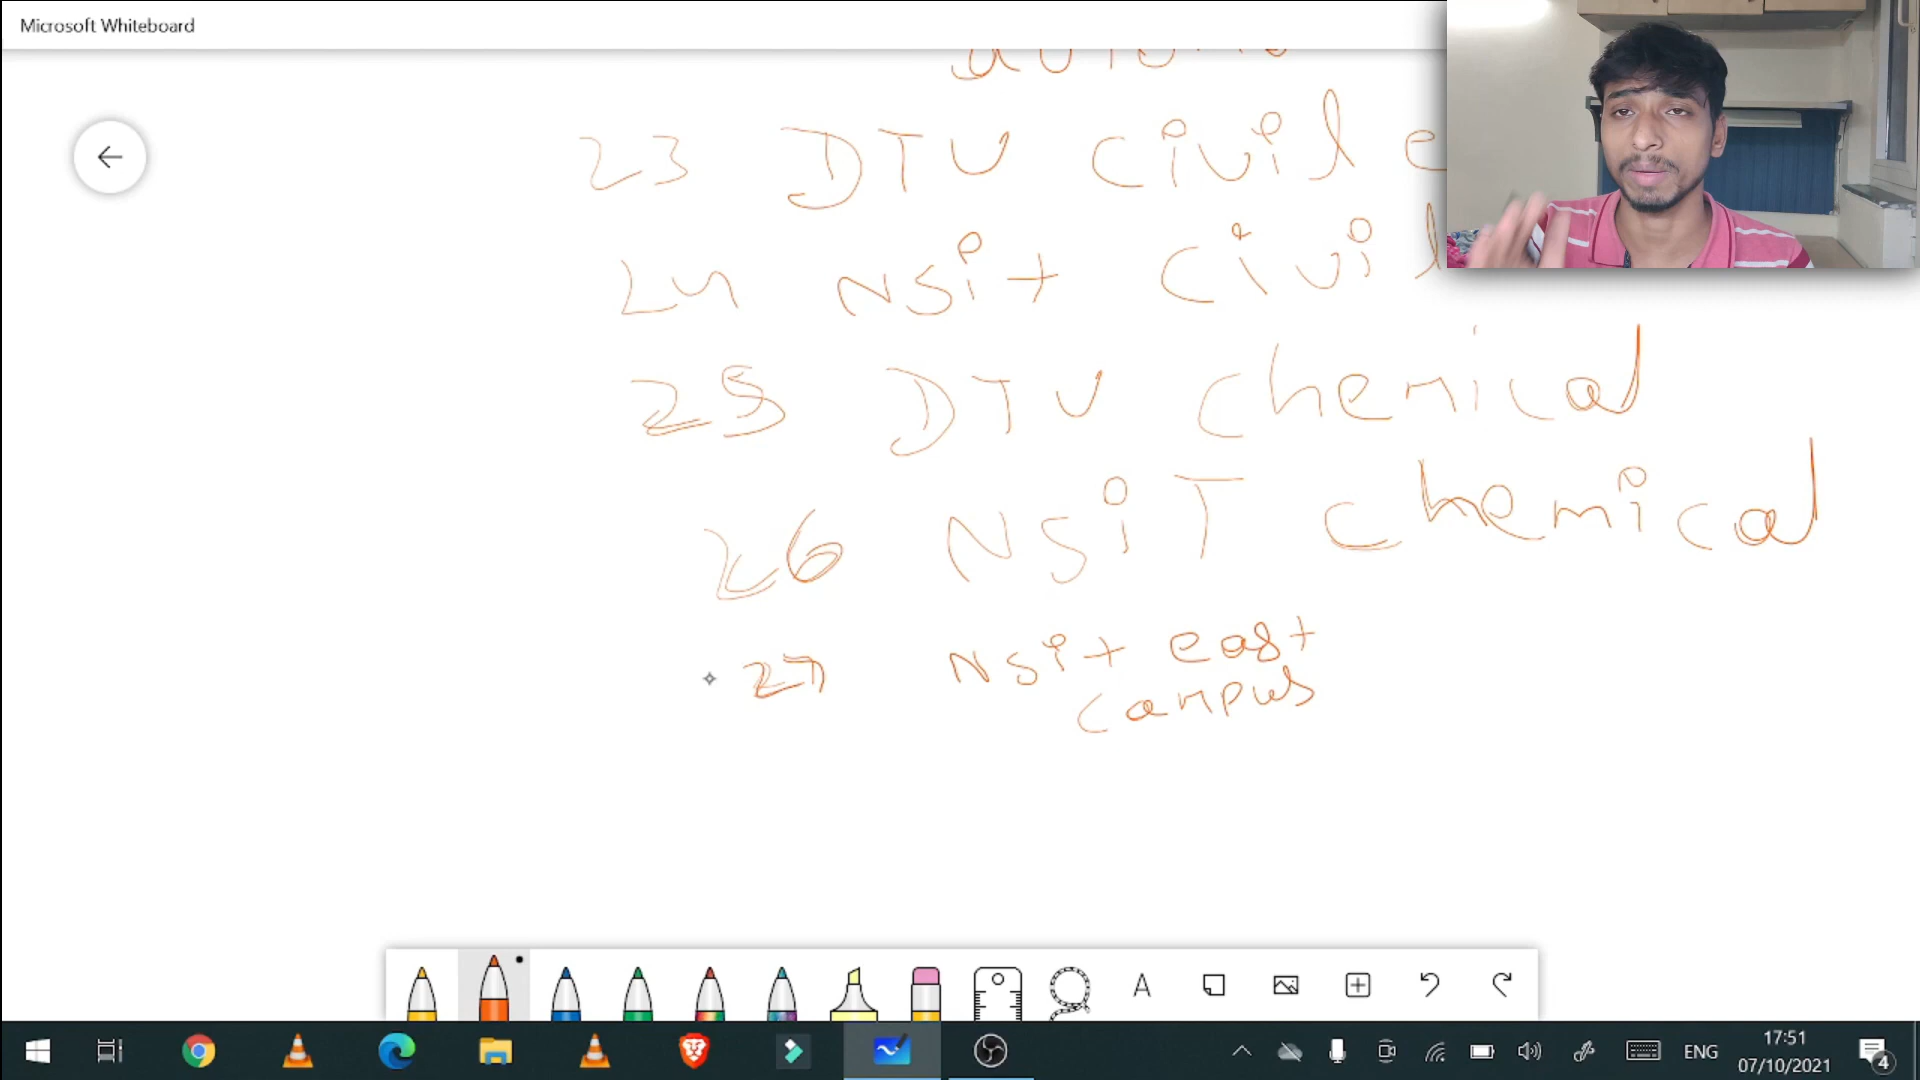 Microsoft Whiteboard
23 DTU civil e
24 NSit civil
25 DTU chemical
26 NSiT chemical
27 NSit east
campus
A
ENG
17:51
07/10/2021
4